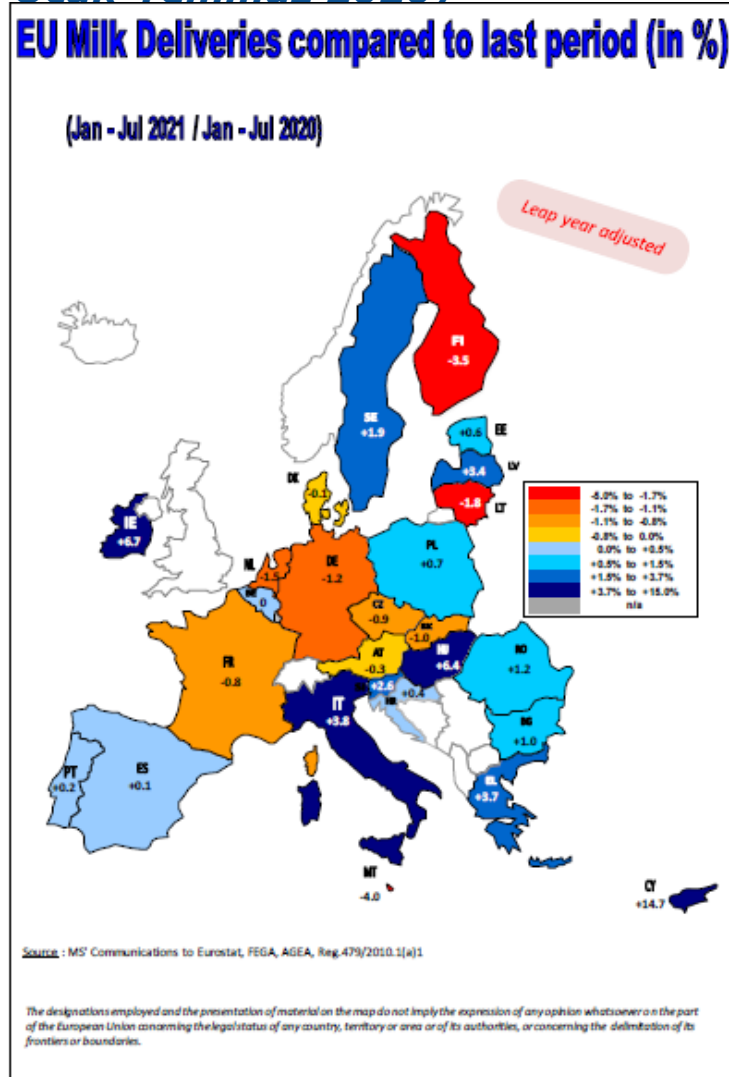 EU Milk Deliveries compared to last period (in %)
(Jan - Jul 2021 / Jan - Jul 2020)
Leap year adjusted
FI
-3.5
SE
+1.9
+0.6 EE
+3.4 LV
-1.8 LT
DK
-0.1
IE
+6.7
NL
-1.5
DE
-1.2
PL
+0.7
0
CZ
-0.9
SK
-1.0
AT
-0.3
HU
+6.4
FR
-0.8
RO
+1.2
+2.6
HR
+0.4
IT
+3.8
BG
+1.0
PT
+0.2
ES
+0.1
EL
+3.7
MT
-4.0
CY
+14.7
-5.0% to -1.7%
-1.7% to -1.1%
-1.1% to -0.8%
-0.8% to 0.0%
0.0% to +0.5%
+0.5% to +1.5%
+1.5% to +3.7%
+3.7% to +15.0%
n/a
Source : MS' Communications to Eurostat, FEGA, AGEA, Reg.479/2010.1(a)1
The designations employed and the presentation of material on the map do not imply the expression of any opinion whatsoever on the part
of the European Union concerning the legal status of any country, territory or area or of its authorities, or concerning the delimitation of its
frontiers or boundaries.